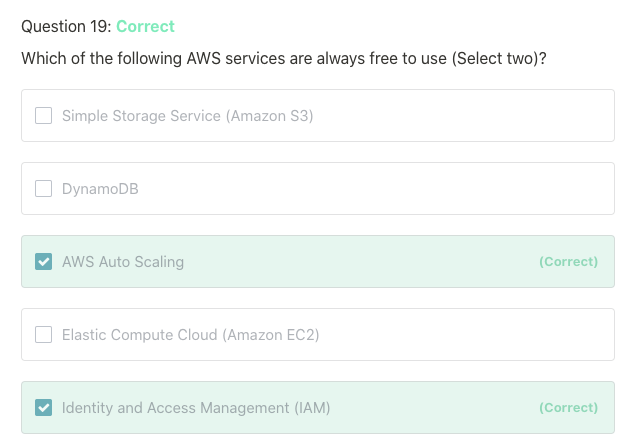 Question 19: Correct
Which of the following AWS services are always free to use (Select two)?
Simple Storage Service (Amazon S3)
DynamoDB
AWS Auto Scaling (Correct)
Elastic Compute Cloud (Amazon EC2)
Identity and Access Management (IAM) (Correct)